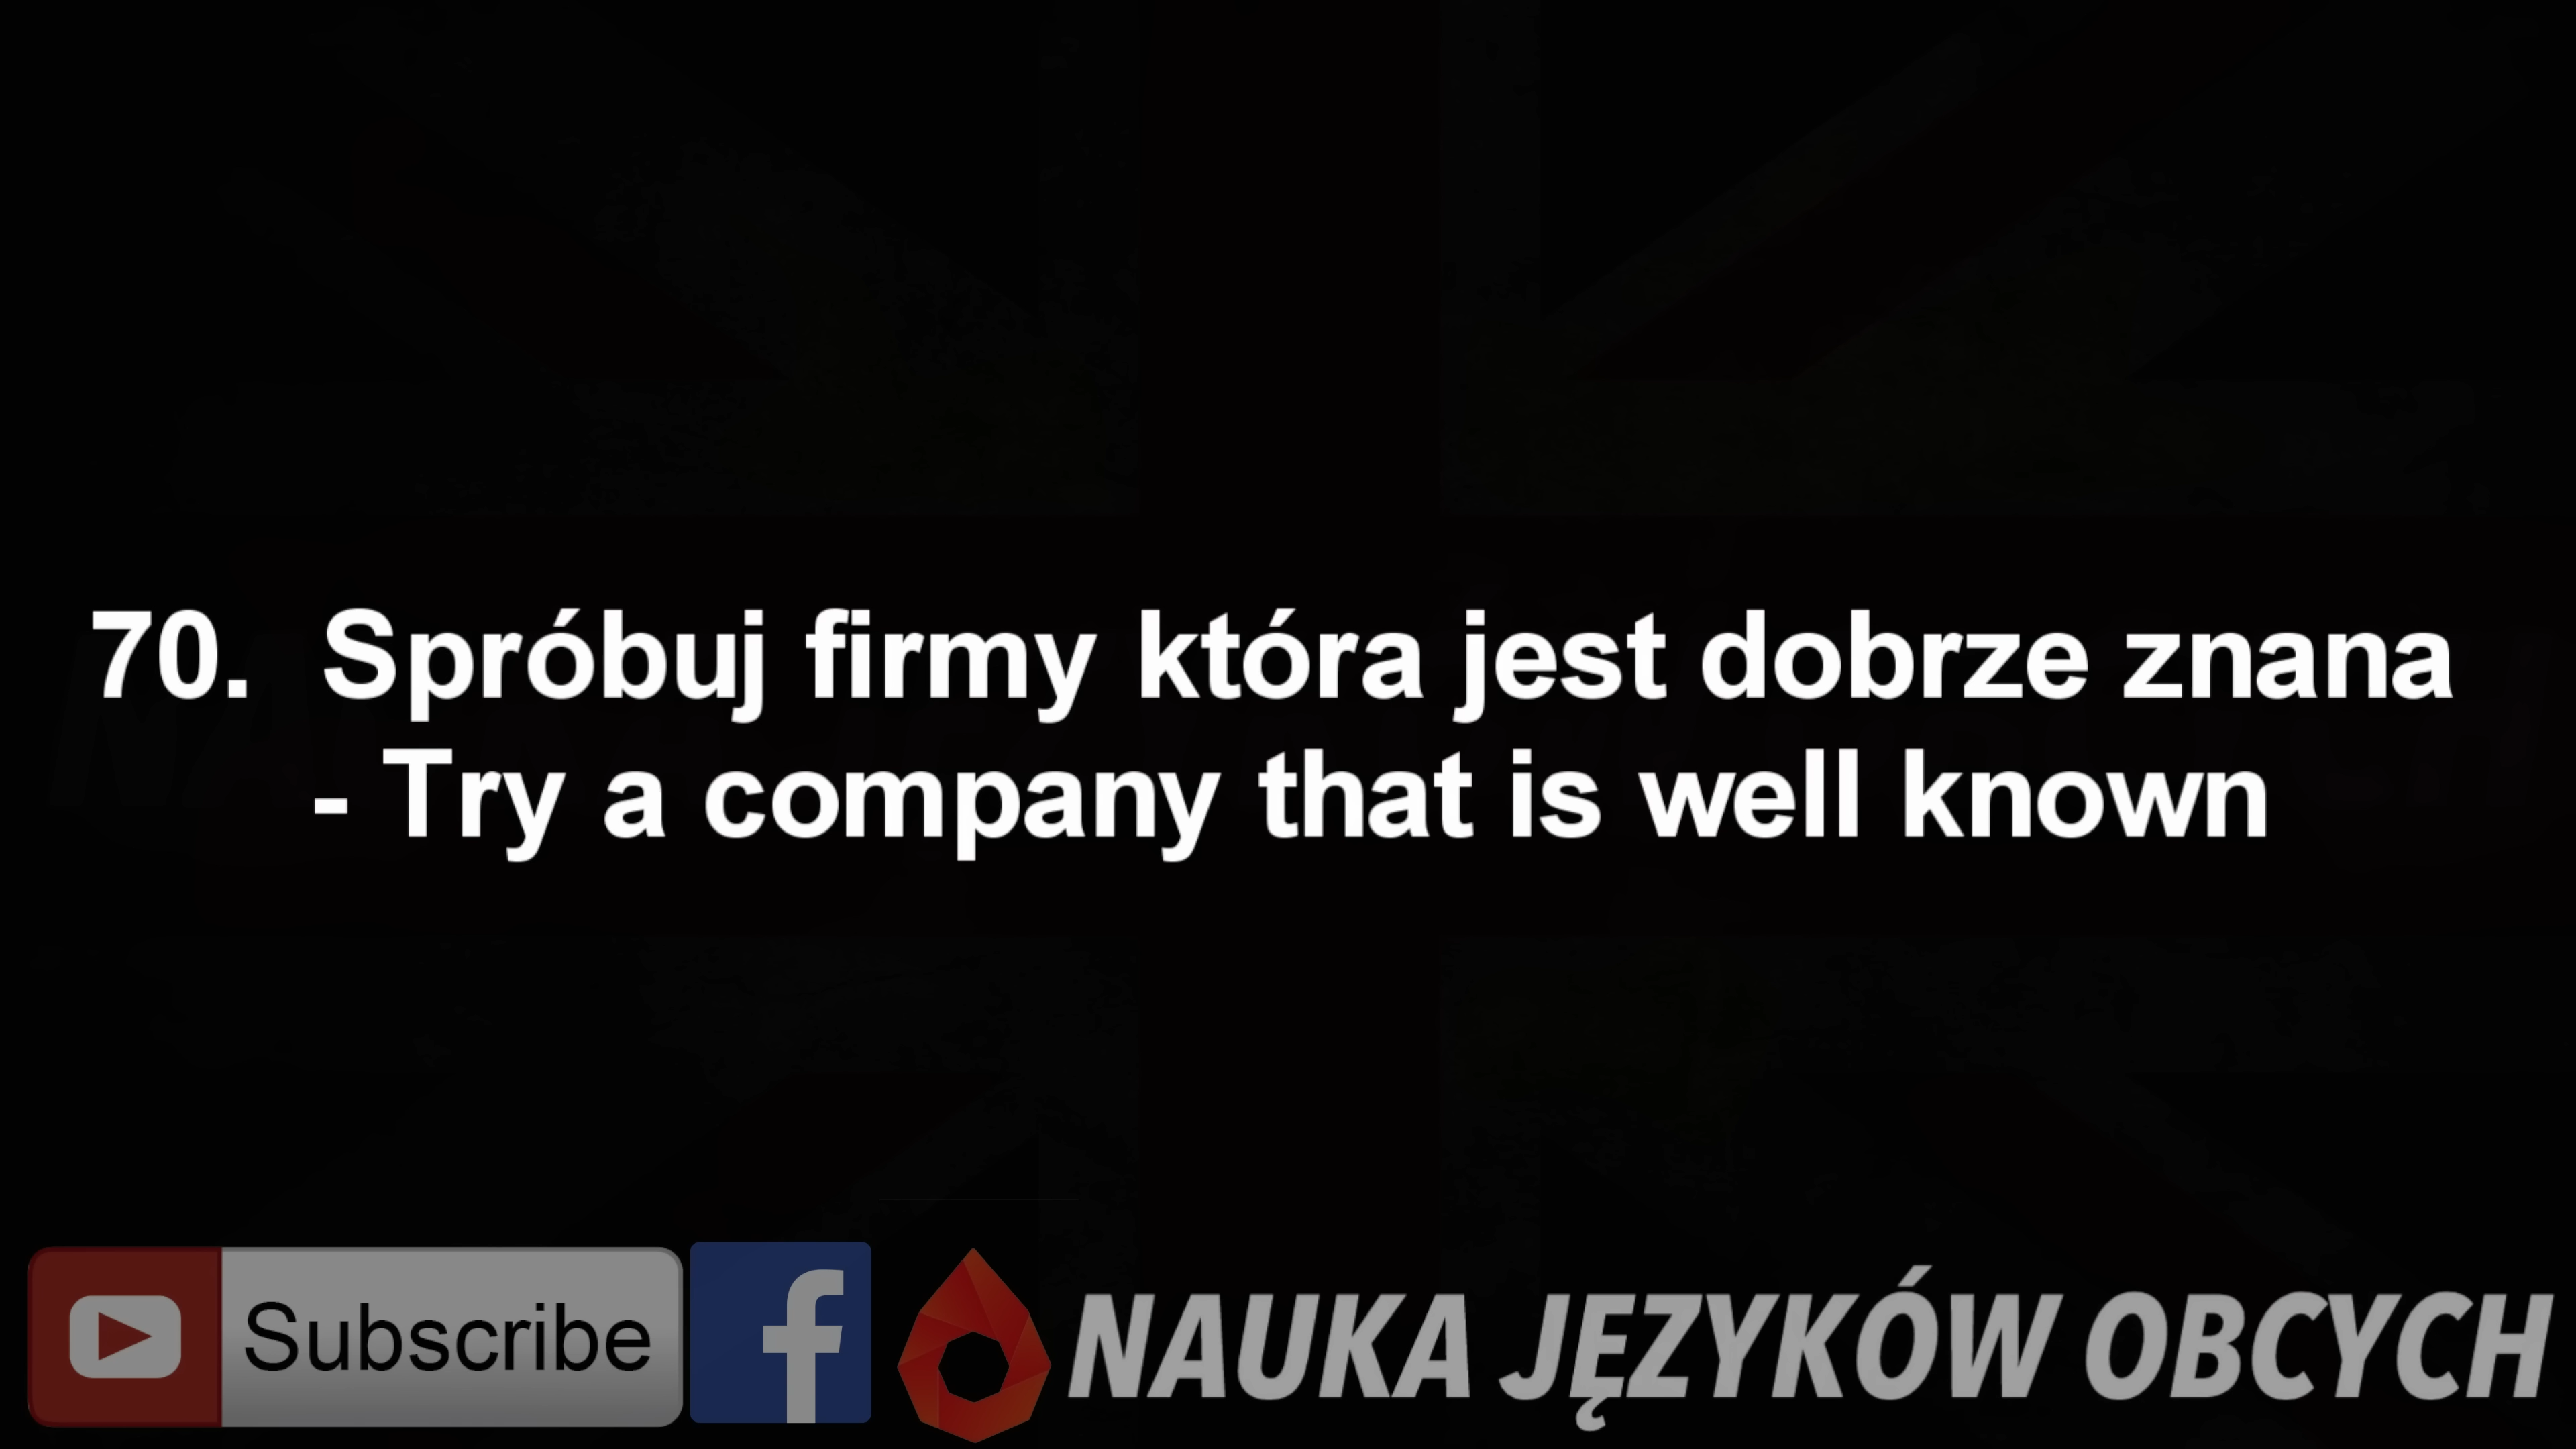 70. Spróbuj firmy która jest dobrze znana
- Try a company that is well known
Subscribe
NAUKA JĘZYKÓW OBCYCH